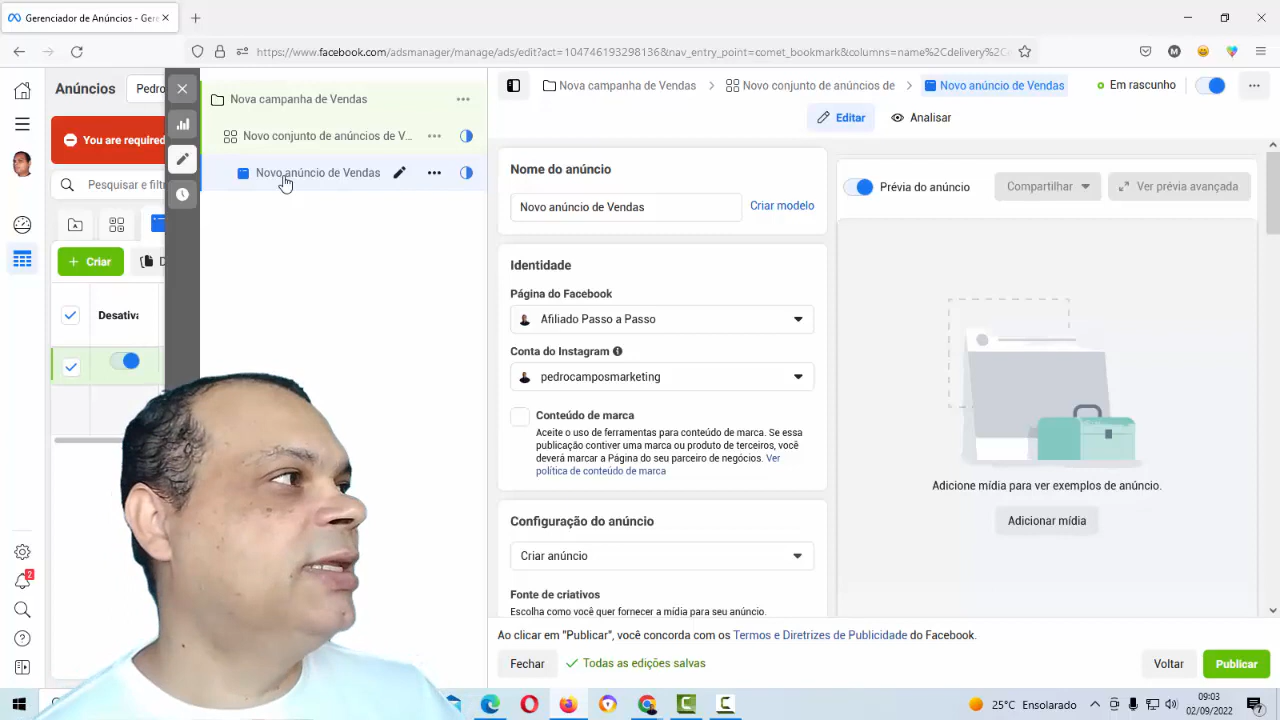 Gerenciador de Anúncios - Ger
https://www.facebook.com/adsmanager/manage/ads/edit?act=1047461932981368&nav_entry_point=comet_bookmark&columns=name%2Cdelivery%2C
Anúncios
Pedro
You are required
Pesquisar e filt
+ Criar
D
Desativa
Nova campanha de Vendas
Novo conjunto de anúncios de V...
Novo anúncio de Vendas
Nova campanha de Vendas
Novo conjunto de anúncios de
Novo anúncio de Vendas
Em rascunho
Editar
Analisar
Nome do anúncio
Novo anúncio de Vendas
Criar modelo
Identidade
Página do Facebook
Afiliado Passo a Passo
Conta do Instagram
pedrocamposmarketing
Conteúdo de marca
Aceite o uso de ferramentas para conteúdo de marca. Se essa
publicação contiver uma marca ou produto de terceiros, você
deverá marcar a Página do seu parceiro de negócios. Ver
política de conteúdo de marca
Configuração do anúncio
Criar anúncio
Fonte de criativos
Escolha como você quer fornecer a mídia para seu anúncio.
Prévia do anúncio
Compartilhar
Ver prévia avançada
Adicione mídia para ver exemplos de anúncio.
Adicionar mídia
Ao clicar em "Publicar", você concorda com os Termos e Diretrizes de Publicidade do Facebook.
Fechar
Todas as edições salvas
Voltar
Publicar
2
25°C Ensolarado
09:03
02/09/2022
7